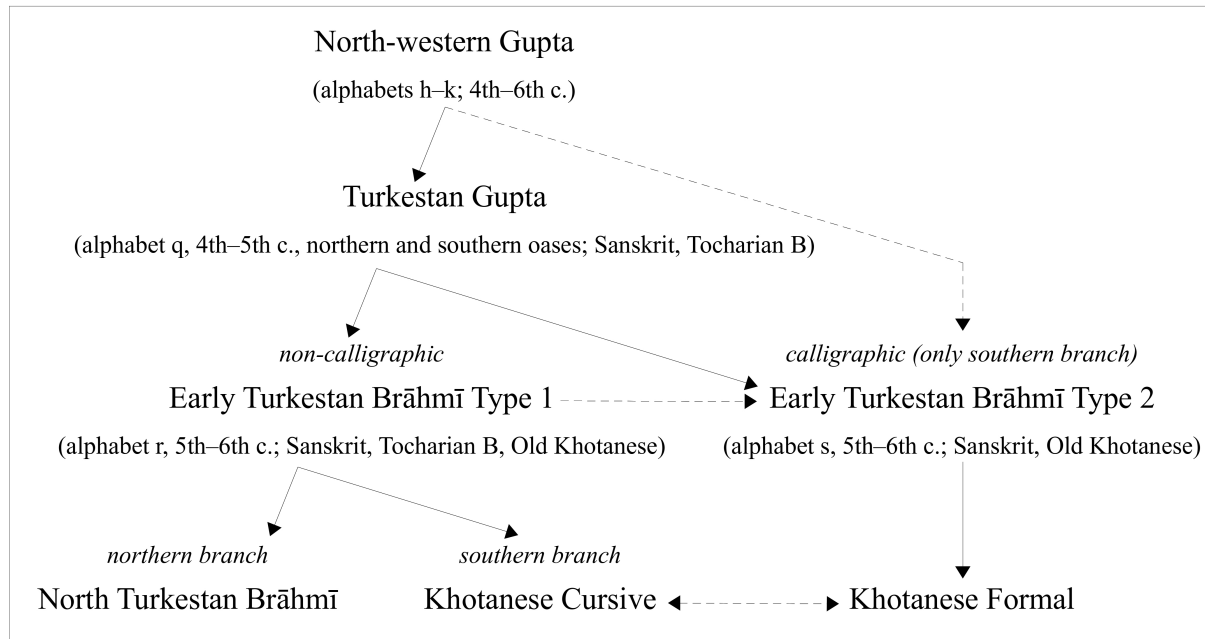 North-western Gupta
(alphabets h–k; 4th–6th c.)
Turkestan Gupta
(alphabet q, 4th–5th c., northern and southern oases; Sanskrit, Tocharian B)
non-calligraphic
calligraphic (only southern branch)
Early Turkestan Brāhmī Type 1
Early Turkestan Brāhmī Type 2
(alphabet r, 5th–6th c.; Sanskrit, Tocharian B, Old Khotanese)
(alphabet s, 5th–6th c.; Sanskrit, Old Khotanese)
northern branch
southern branch
North Turkestan Brāhmī
Khotanese Cursive
Khotanese Formal